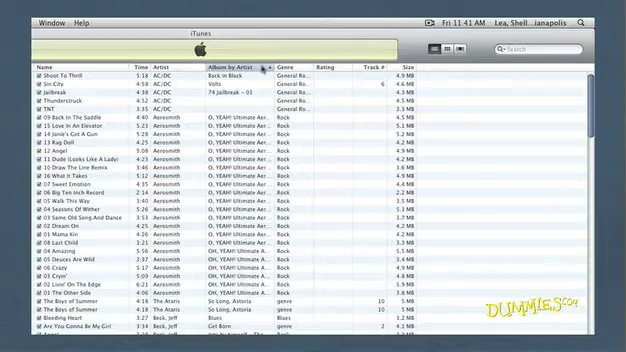 Window Help Fri 11:41 AM Lea, Shell...ianapolis
iTunes
Search
Name Time Artist Album by Artist Genre Rating Track # Size
Shoot To Thrill 5:18 AC/DC Back in Black General Ro... 4.9 MB
Sin City 4:58 AC/DC Volts General Ro... 6 4.6 MB
Jailbreak 4:38 AC/DC 74 Jailbreak - 01 General Ro... 4.3 MB
Thunderstruck 4:52 AC/DC General Ro... 4.5 MB
TNT 3:35 AC/DC General Ro... 3.3 MB
09 Back In The Saddle 4:40 Aerosmith O, YEAH! Ultimate Aer... Rock 4.5 MB
15 Love In An Elevator 5:23 Aerosmith O, YEAH! Ultimate Aer... Rock 5.2 MB
14 Janie's Got A Gun 5:28 Aerosmith O, YEAH! Ultimate Aer... Rock 5.1 MB
13 Rag Doll 4:25 Aerosmith O, YEAH! Ultimate Aer... Rock 4.2 MB
12 Angel 5:08 Aerosmith O, YEAH! Ultimate Aer... Rock 4.9 MB
11 Dude (Looks Like A Lady) 4:23 Aerosmith O, YEAH! Ultimate Aer... Rock 4.2 MB
10 Draw The Line Remix 3:46 Aerosmith O, YEAH! Ultimate Aer... Rock 3.6 MB
16 What It Takes 5:12 Aerosmith O, YEAH! Ultimate Aer... Rock 4.9 MB
07 Sweet Emotion 4:35 Aerosmith O, YEAH! Ultimate Aer... Rock 4.4 MB
06 Big Ten Inch Record 2:14 Aerosmith O, YEAH! Ultimate Aer... Rock 2.2 MB
05 Walk This Way 3:40 Aerosmith O, YEAH! Ultimate Aer... Rock 3.5 MB
04 Seasons Of Wither 5:26 Aerosmith O, YEAH! Ultimate Aer... Rock 5.1 MB
03 Same Old Song And Dance 3:53 Aerosmith O, YEAH! Ultimate Aer... Rock 3.7 MB
02 Dream On 4:25 Aerosmith O, YEAH! Ultimate Aer... Rock 4.2 MB
01 Mama Kin 4:26 Aerosmith O, YEAH! Ultimate Aer... Rock 4.2 MB
08 Last Child 3:21 Aerosmith O, YEAH! Ultimate Aer... Rock 3.3 MB
04 Amazing 5:56 Aerosmith OH, YEAH! Ultimate A... Rock 5.5 MB
05 Deuces Are Wild 3:37 Aerosmith OH, YEAH! Ultimate A... Rock 3.4 MB
06 Crazy 5:17 Aerosmith OH, YEAH! Ultimate A... Rock 4.9 MB
03 Cryin' 5:08 Aerosmith OH, YEAH! Ultimate A... Rock 4.8 MB
02 Livin' On The Edge 6:21 Aerosmith OH, YEAH! Ultimate A... Rock 5.9 MB
01 The Other Side 4:06 Aerosmith OH, YEAH! Ultimate A... Rock 3.8 MB
The Boys of Summer 4:18 The Ataris So Long, Astoria genre 10 5 MB
The Boys of Summer 4:18 The Ataris So Long, Astoria genre 10 5 MB
Bleeding Heart 3:27 Beck, Jeff Blues Blues 3.2 MB
Are You Gonna Be My Girl 3:34 Beck, Jeff Get Born 2 4.1 MB
DUMMIES.COM